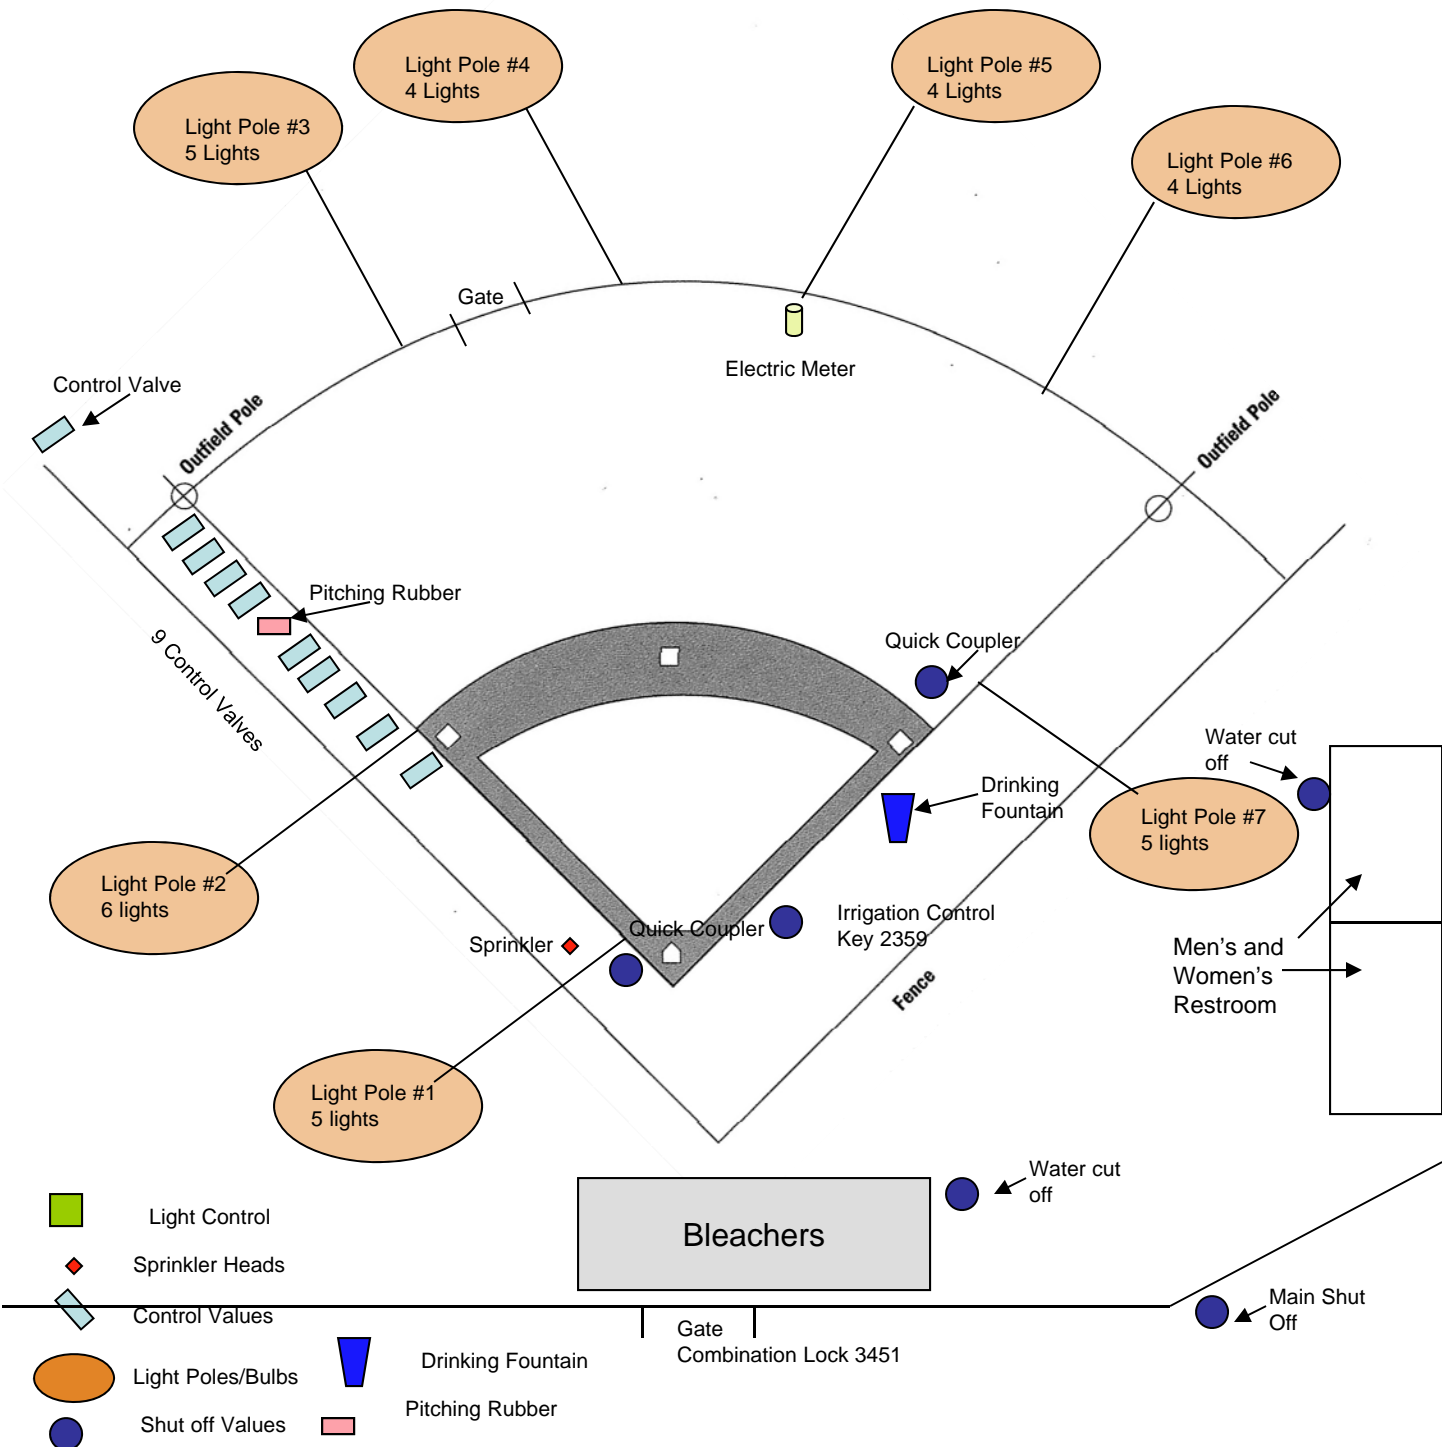 Light Pole #4
4 Lights
Light Pole #5
4 Lights
Light Pole #3
5 Lights
Light Pole #6
4 Lights
Gate
Electric Meter
Control Valve
Outfield Pole
Outfield Pole
Pitching Rubber
9 Control Valves
Quick Coupler
Water cut
off
Drinking
Fountain
Light Pole #7
5 lights
Light Pole #2
6 lights
Quick Coupler
Irrigation Control
Key 2359
Sprinkler
Men’s and
Women’s
Restroom
Fence
Light Pole #1
5 lights
Water cut
off
Bleachers
Light Control
Sprinkler Heads
Control Values
Main Shut
Off
Gate
Combination Lock 3451
Light Poles/Bulbs
Drinking Fountain
Shut off Values
Pitching Rubber